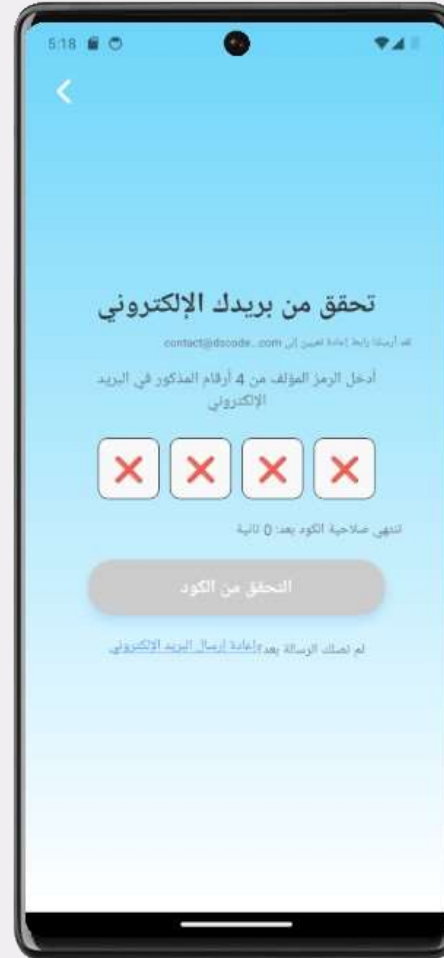 5:18
تحقق من بريدك الإلكتروني
لقد أرسلنا رابط إعادة تعيين إلى contact@dscode..com
أدخل الرمز المؤلف من 4 أرقام المذكور في البريد
الإلكتروني
تنتهي صلاحية الكود بعد: 0 ثانية
التحقق من الكود
لم تصلك الرسالة بعد؟إعادة إرسال البريد الإلكتروني